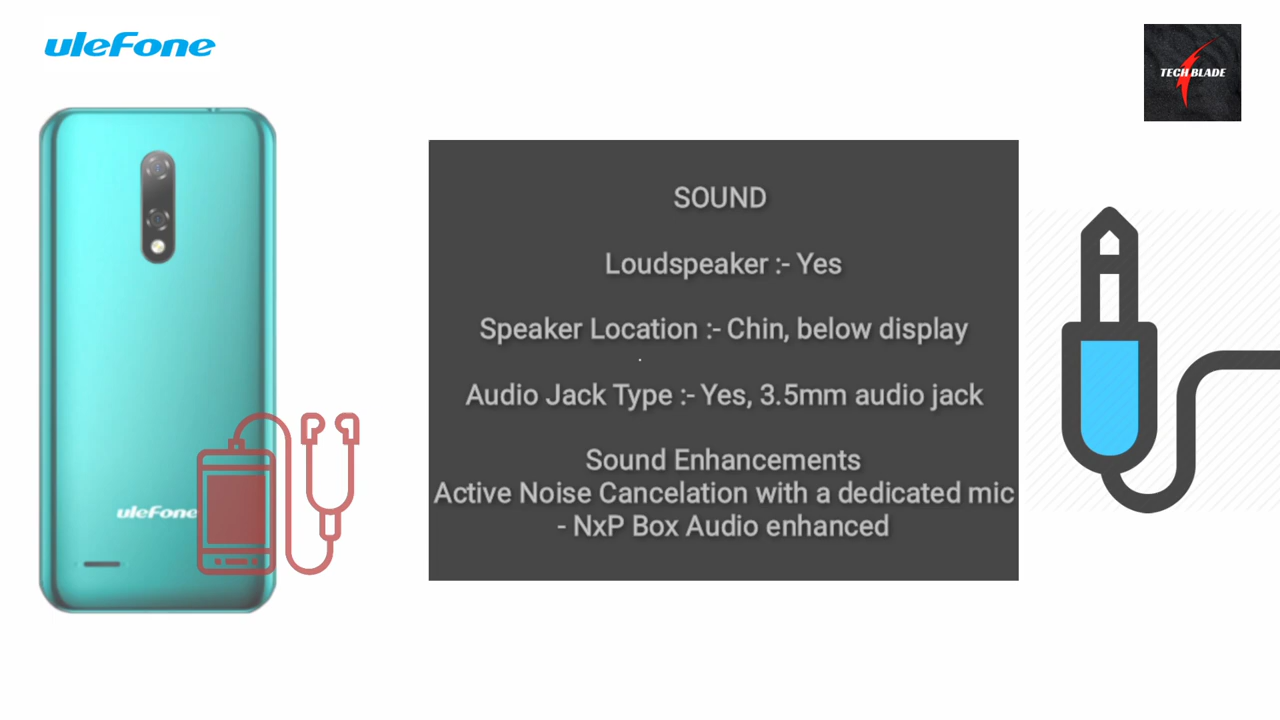 uleFone
TECH BLADE
SOUND
Loudspeaker :- Yes
Speaker Location :- Chin, below display
Audio Jack Type :- Yes, 3.5mm audio jack
Sound Enhancements
Active Noise Cancelation with a dedicated mic
- NxP Box Audio enhanced
uleFone